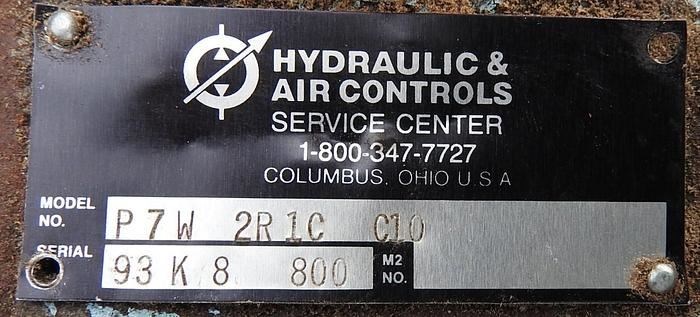 HYDRAULIC &
AIR CONTROLS
SERVICE CENTER
1-800-347-7727
COLUMBUS, OHIO U.S.A
MODEL NO. P7W 2R1C C10
SERIAL 93 K 8 800 M2 NO.